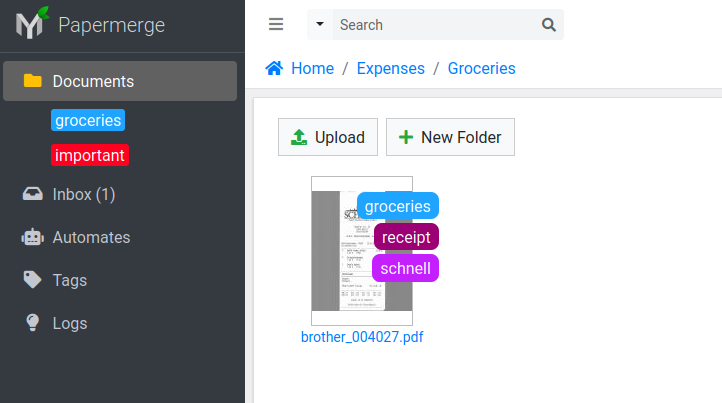 Papermerge
Search
Documents
Home / Expenses / Groceries
groceries
important
Upload
New Folder
Inbox (1)
Automates
Tags
Logs
groceries
receipt
schnell
brother_004027.pdf